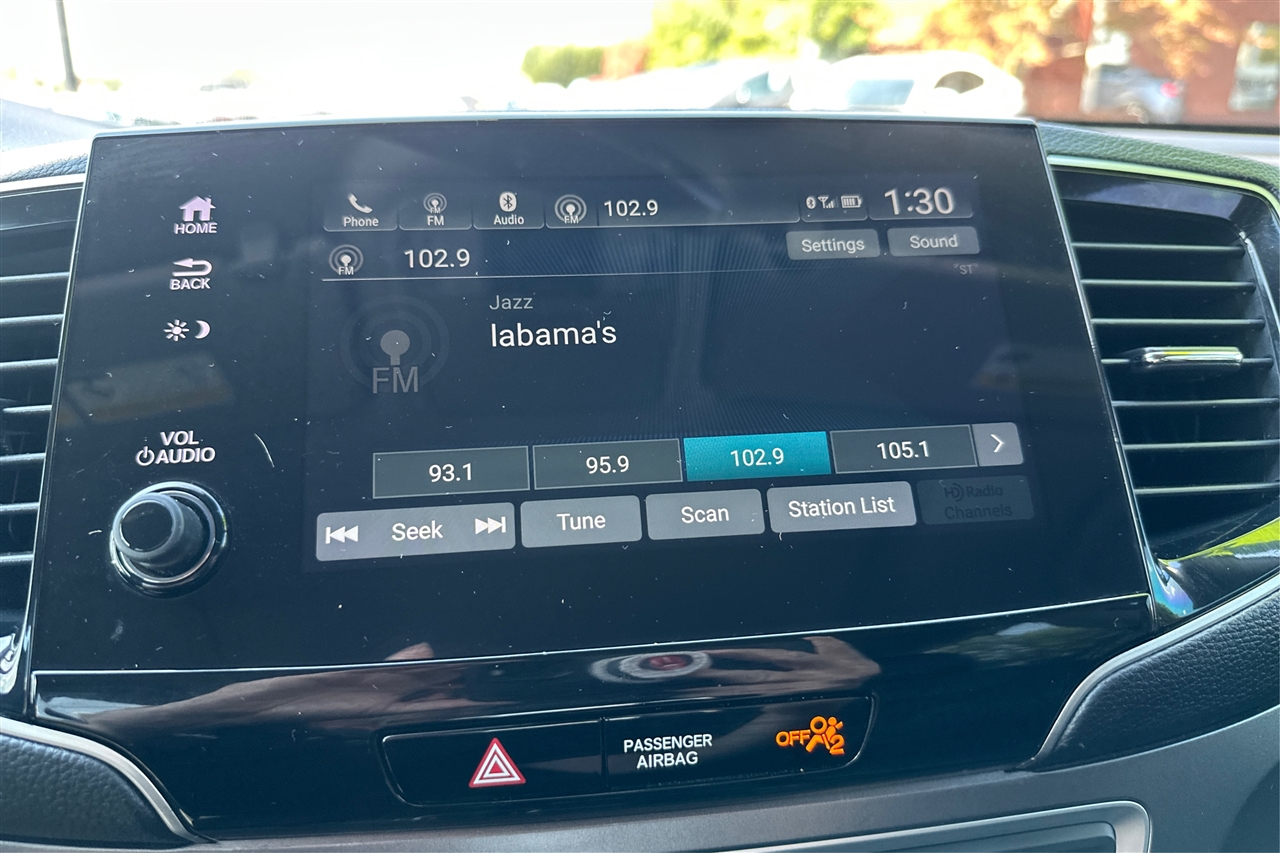 HOME
BACK
VOL
AUDIO
Phone
FM
Audio
FM
102.9
1:30
FM
102.9
Settings
Sound
"ST"
Jazz
labama's
FM
93.1
95.9
102.9
105.1
Seek
Tune
Scan
Station List
HD Radio
Channels
PASSENGER
AIRBAG
OFF
2